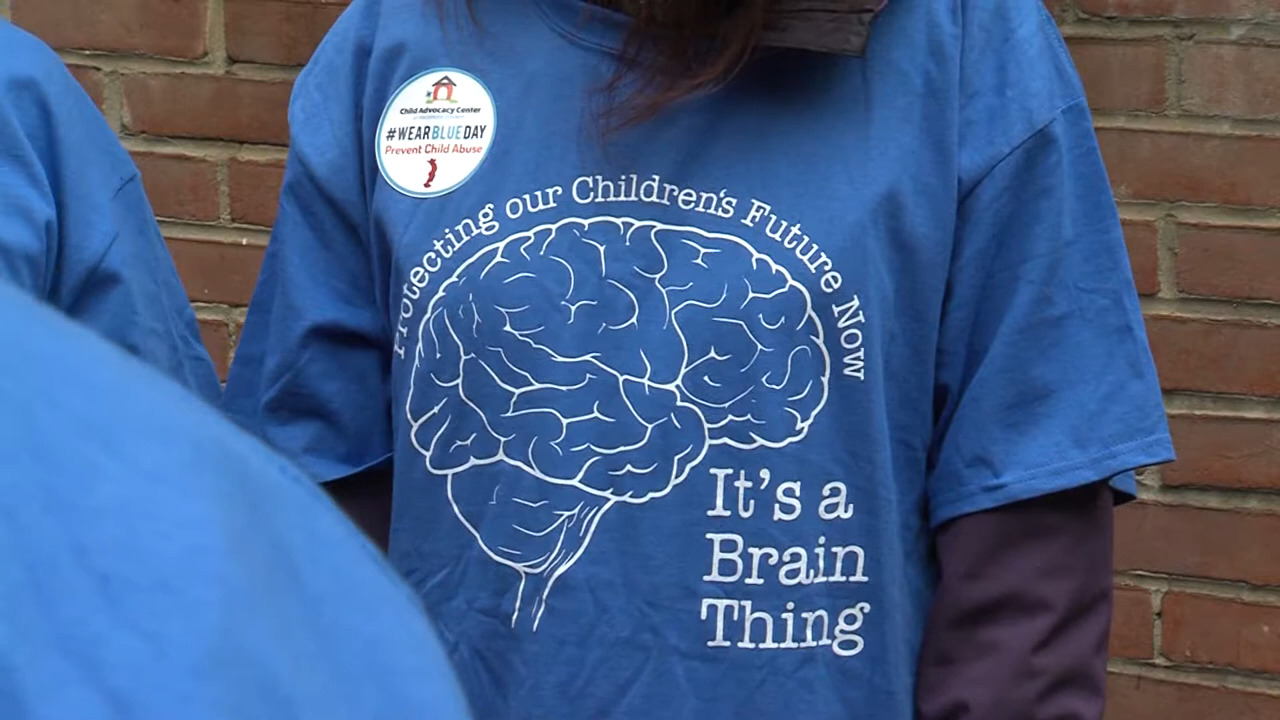 Child Advocacy Center
#WEARBLUEDAY
Prevent Child Abuse
Protecting our Children's Future Now
It's a
Brain
Thing